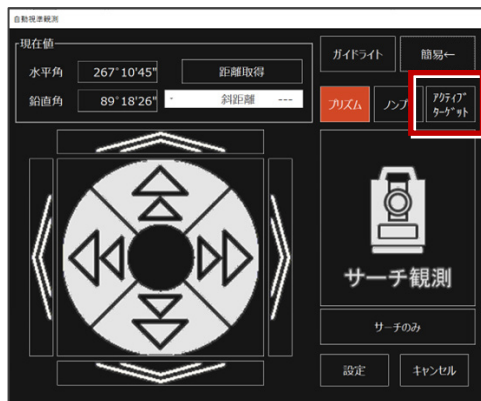 自動視準観測
現在値
水平角 267°10'45" 距離取得
鉛直角 89°18'26" - 斜距離 ---
ガイドライト 簡易←
プリズム ノンプ
アクティブ
ターゲット
サーチ観測
サーチのみ
設定 キャンセル